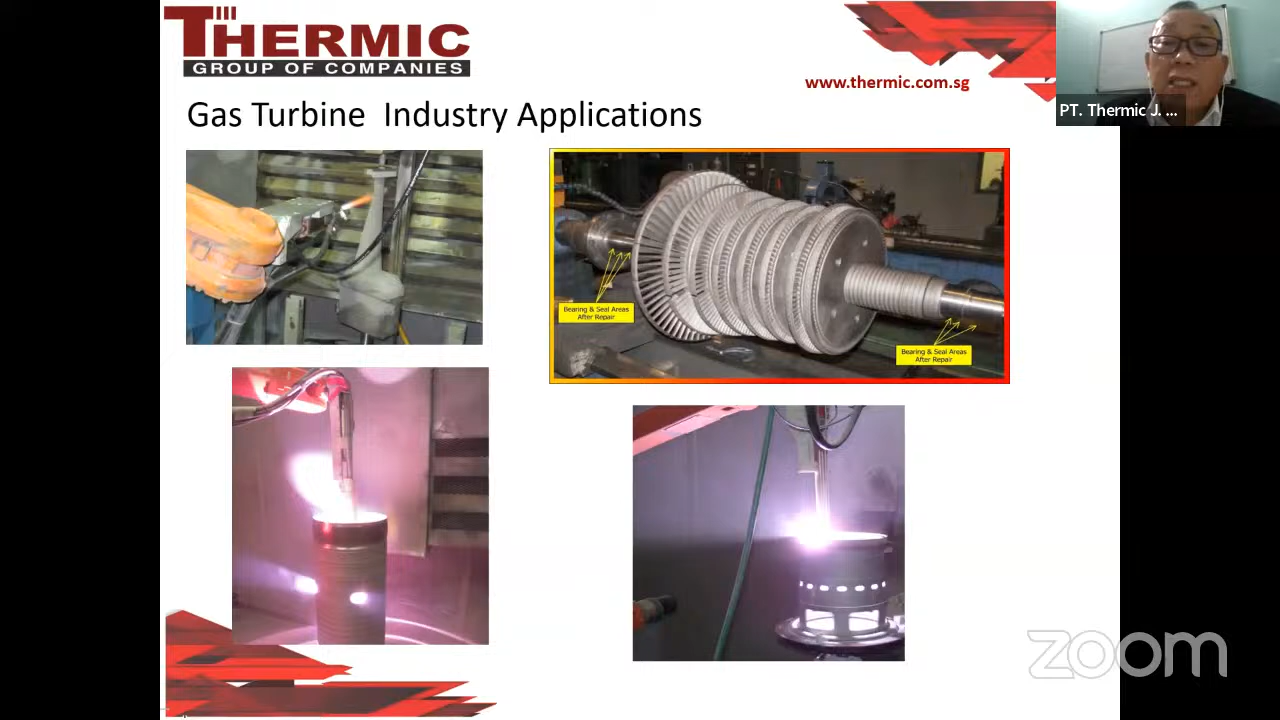 THERMIC
GROUP OF COMPANIES
www.thermic.com.sg
PT. Thermic J. ...
Gas Turbine Industry Applications
Bearing & Seal Areas
After Repair
Bearing & Seal Areas
After Repair
zoom